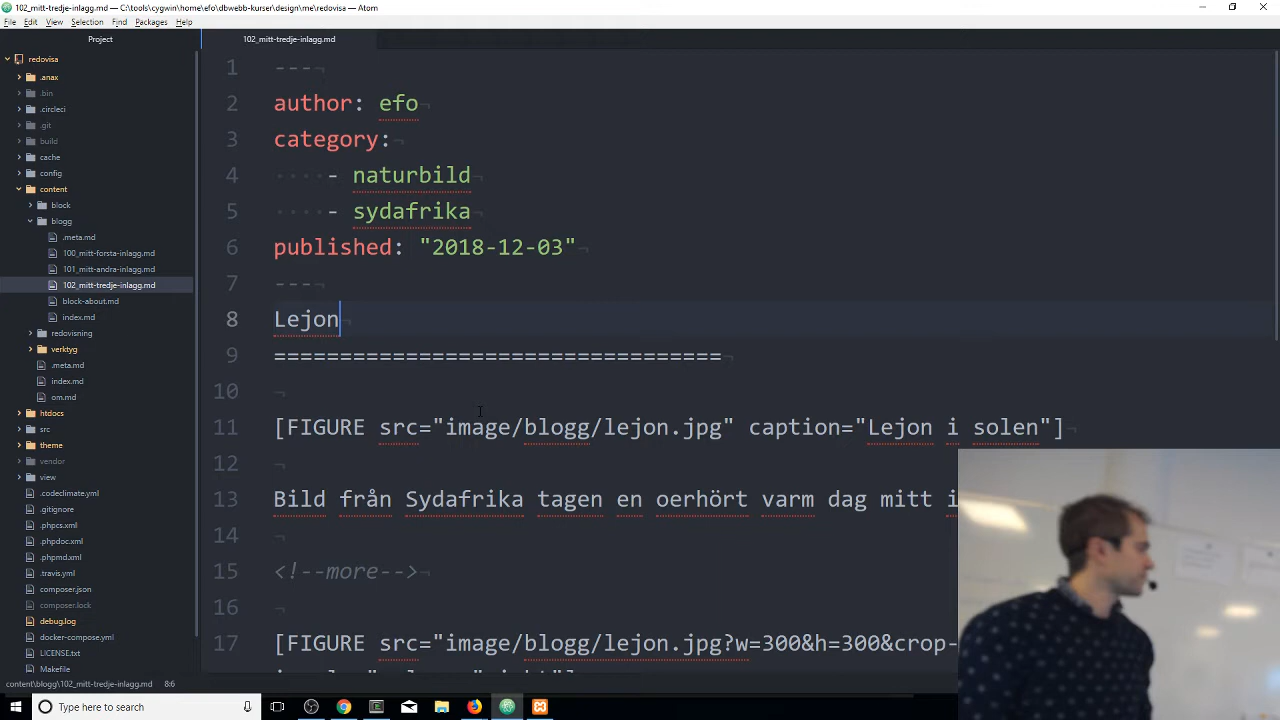 102_mitt-tredje-inlagg.md — C:\tools\cygwin\home\efo\dbwebb-kurser\design\me\redovisa — Atom
File Edit View Selection Find Packages Help
Project
redovisa
.anax
.bin
.circleci
.git
build
cache
config
content
block
blogg
.meta.md
100_mitt-forsta-inlagg.md
101_mitt-andra-inlagg.md
102_mitt-tredje-inlagg.md
block-about.md
index.md
redovisning
verktyg
.meta.md
index.md
om.md
htdocs
src
theme
vendor
view
.codeclimate.yml
.gitignore
.phpcs.xml
.phpdoc.xml
.phpmd.xml
.travis.yml
composer.json
composer.lock
debug.log
docker-compose.yml
LICENSE.txt
Makefile
102_mitt-tredje-inlagg.md
1 ---
2 author: efo
3 category:
4 - naturbild
5 - sydafrika
6 published: "2018-12-03"
7 ---
8 Lejon
9 ==================================
10
11 [FIGURE src="image/blogg/lejon.jpg" caption="Lejon i solen"]
12
13 Bild från Sydafrika tagen en oerhört varm dag mitt i
14
15 <!--more-->
16
17 [FIGURE src="image/blogg/lejon.jpg?w=300&h=300&crop-
content\blogg\102_mitt-tredje-inlagg.md 8:6
Type here to search